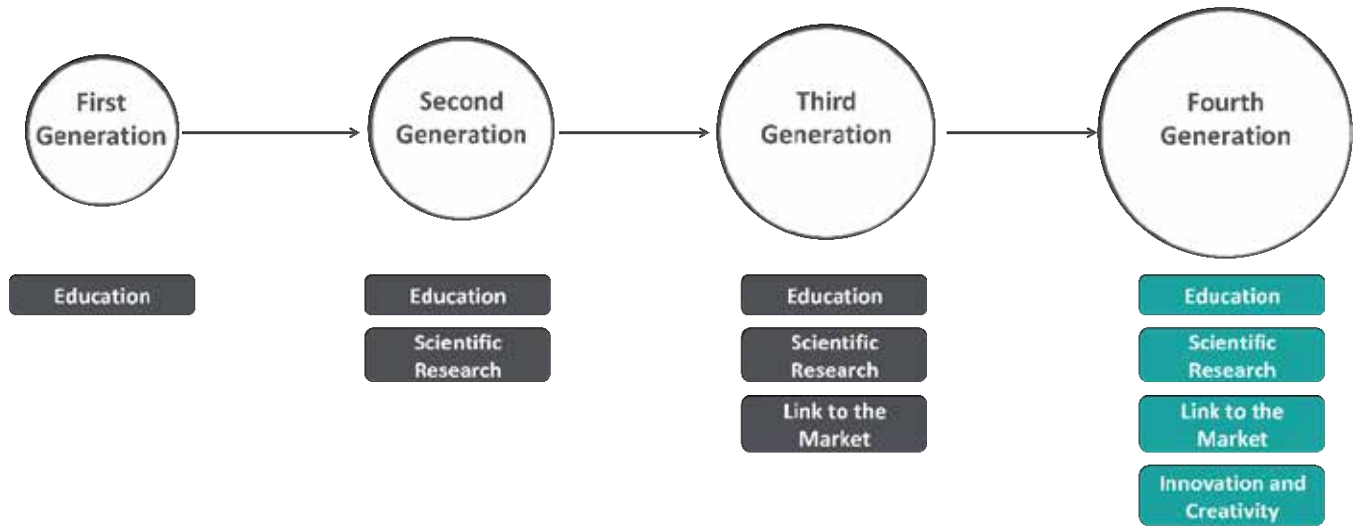 First
Generation
Second
Generation
Third
Generation
Fourth
Generation
Education
Education
Education
Education
Scientific
Research
Scientific
Research
Scientific
Research
Link to the
Market
Link to the
Market
Innovation and
Creativity